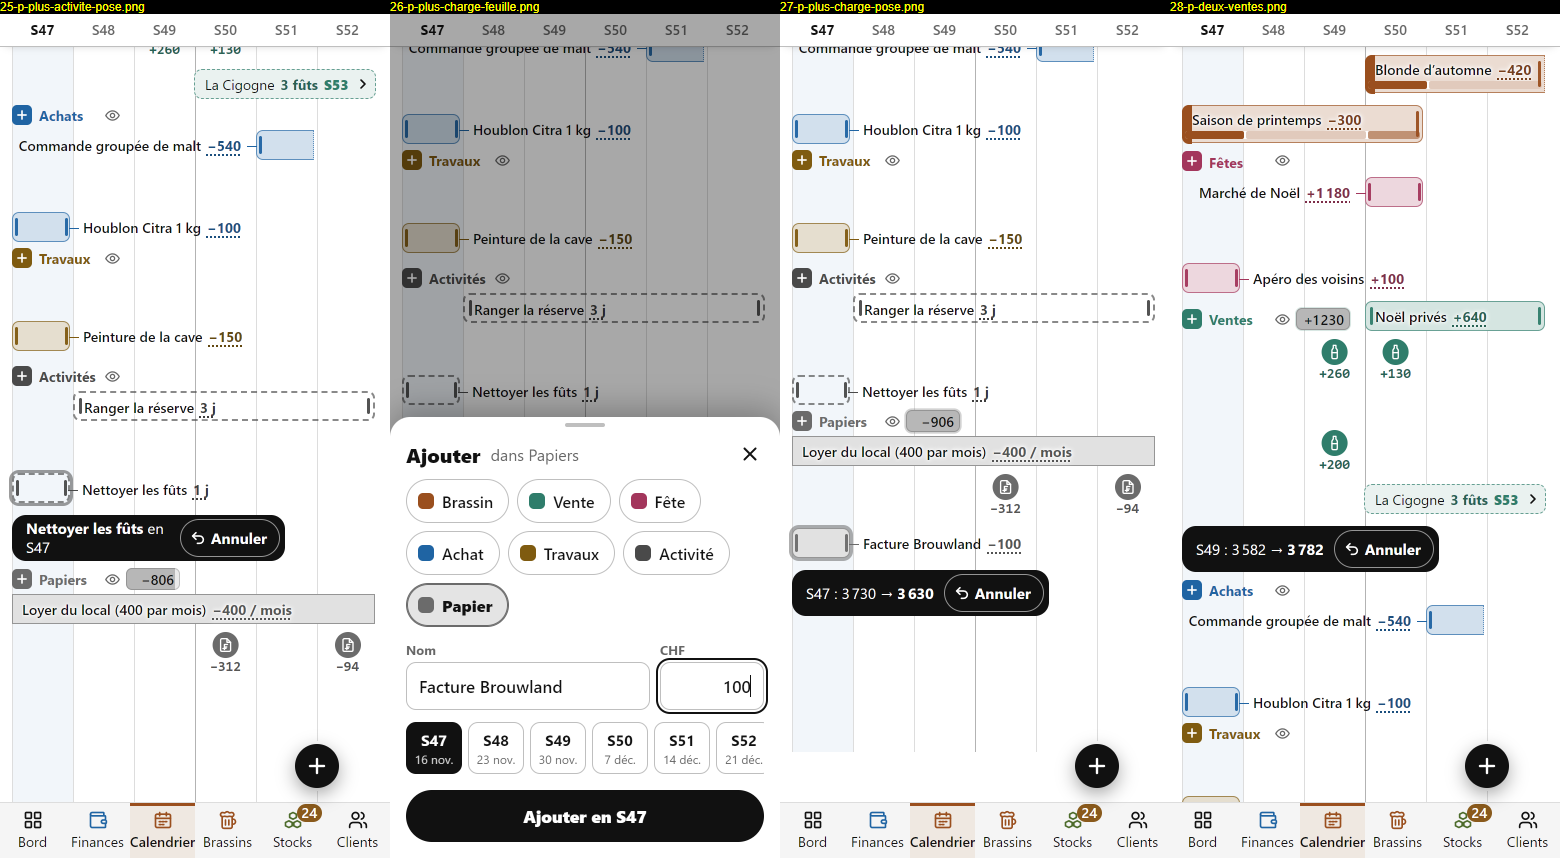 25-p-plus-activite-pose.png
S47 S48 S49 S50 S51 S52
+260 +130
La Cigogne 3 fûts S53
Achats
Commande groupée de malt −540
Houblon Citra 1 kg −100
Travaux
Peinture de la cave −150
Activités
Ranger la réserve 3 j
Nettoyer les fûts 1 j
Nettoyer les fûts en S47
Annuler
Papiers −806
Loyer du local (400 par mois) −400 / mois
−312 −94
Bord Finances Calendrier Brassins 24 Stocks Clients
26-p-plus-charge-feuille.png
S47 S48 S49 S50 S51 S52
Commande groupée de malt −540
Houblon Citra 1 kg −100
Travaux
Peinture de la cave −150
Activités
Ranger la réserve 3 j
Nettoyer les fûts 1 j
Ajouter dans Papiers
Brassin Vente Fête
Achat Travaux Activité
Papier
Nom CHF
Facture Brouwland 100
S47 S48 S49 S50 S51 S52
16 nov. 23 nov. 30 nov. 7 déc. 14 déc. 21 déc.
Ajouter en S47
27-p-plus-charge-pose.png
S47 S48 S49 S50 S51 S52
Commande groupée de malt −540
Houblon Citra 1 kg −100
Travaux
Peinture de la cave −150
Activités
Ranger la réserve 3 j
Nettoyer les fûts 1 j
Papiers −906
Loyer du local (400 par mois) −400 / mois
−312 −94
Facture Brouwland −100
S47 : 3 730 → 3 630 Annuler
Bord Finances Calendrier Brassins 24 Stocks Clients
28-p-deux-ventes.png
S47 S48 S49 S50 S51 S52
Blonde d’automne −420
Saison de printemps −300
Fêtes
Marché de Noël +1 180
Apéro des voisins +100
Ventes +1230 Noël privés +640
+260 +130
+200
La Cigogne 3 fûts S53
S49 : 3 582 → 3 782 Annuler
Achats
Commande groupée de malt −540
Houblon Citra 1 kg −100
Travaux
Bord Finances Calendrier Brassins 24 Stocks Clients